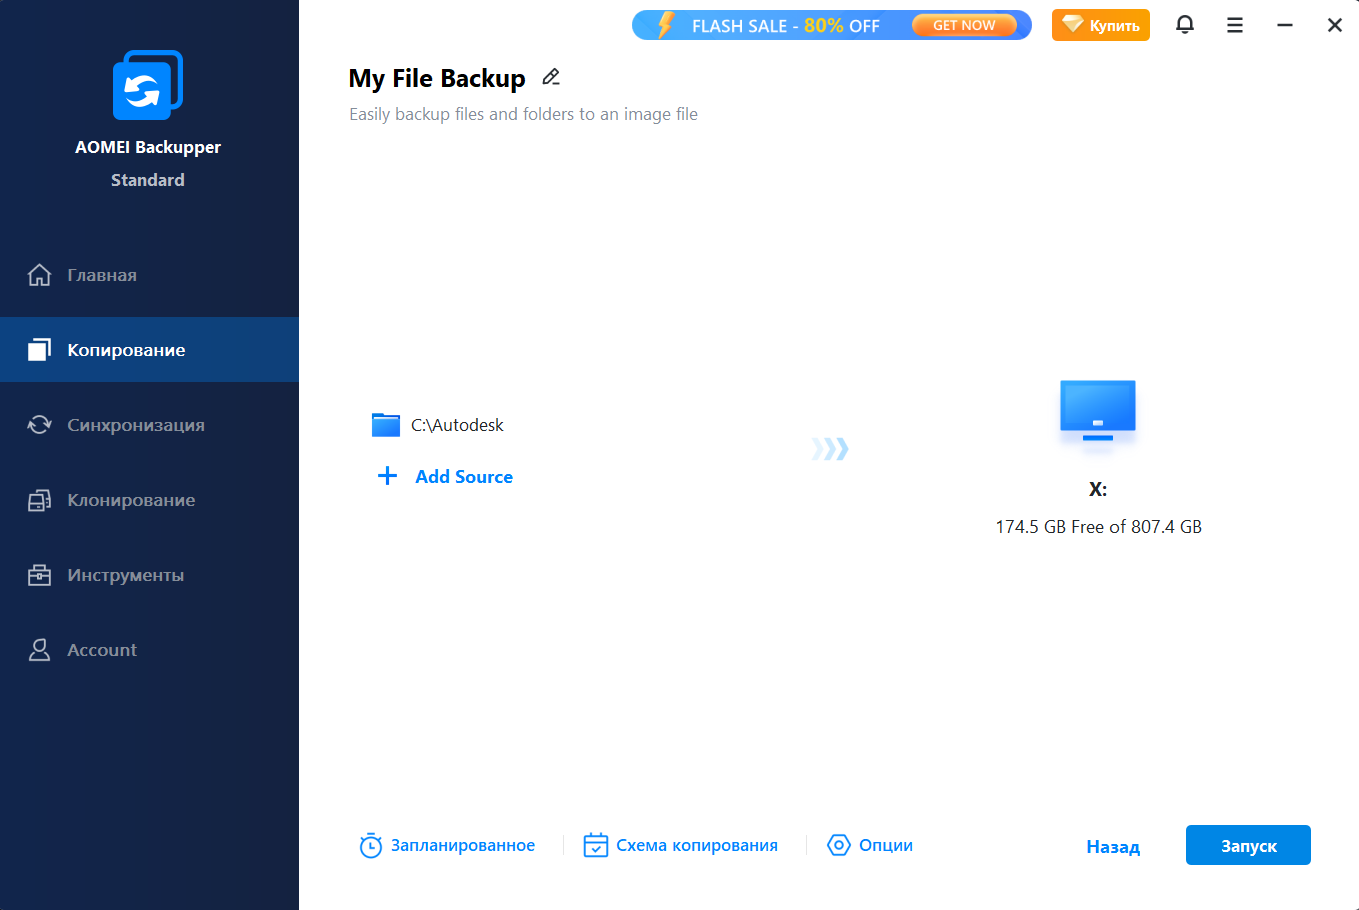 FLASH SALE - 80% OFF
GET NOW
Купить
AOMEI Backupper
Standard
Главная
Копирование
Синхронизация
Клонирование
Инструменты
Account
My File Backup
Easily backup files and folders to an image file
C:\Autodesk
Add Source
X:
174.5 GB Free of 807.4 GB
Запланированное
Схема копирования
Опции
Назад
Запуск